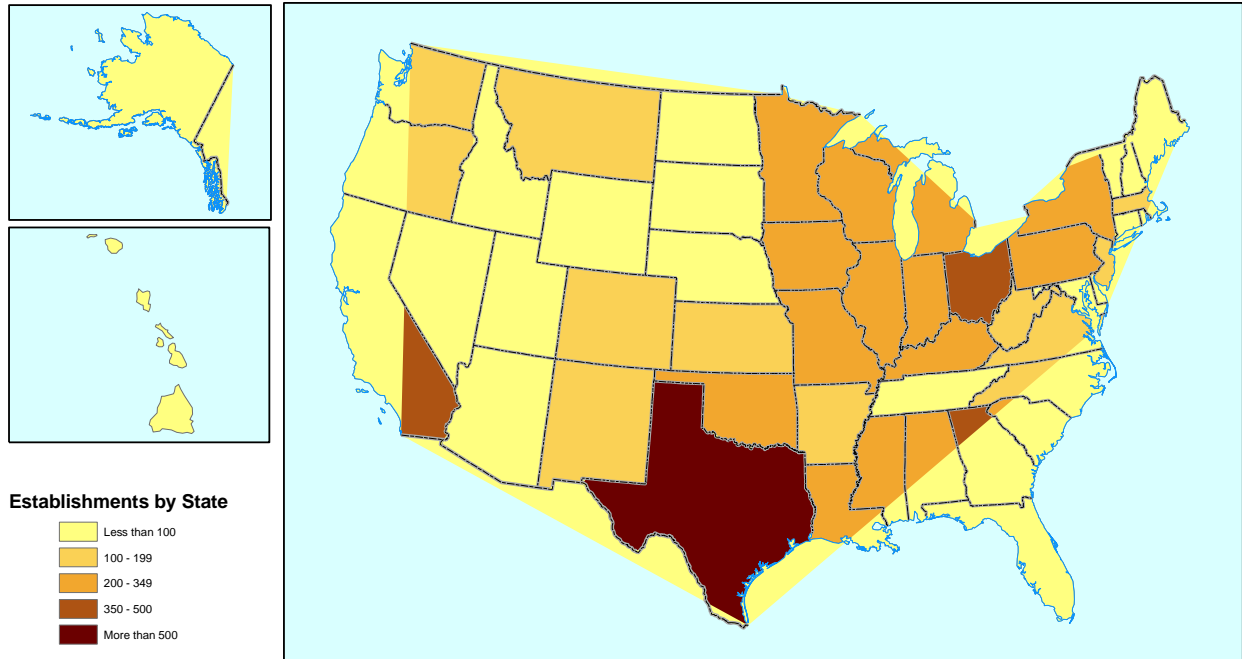 Establishments by State
Less than 100
100 - 199
200 - 349
350 - 500
More than 500